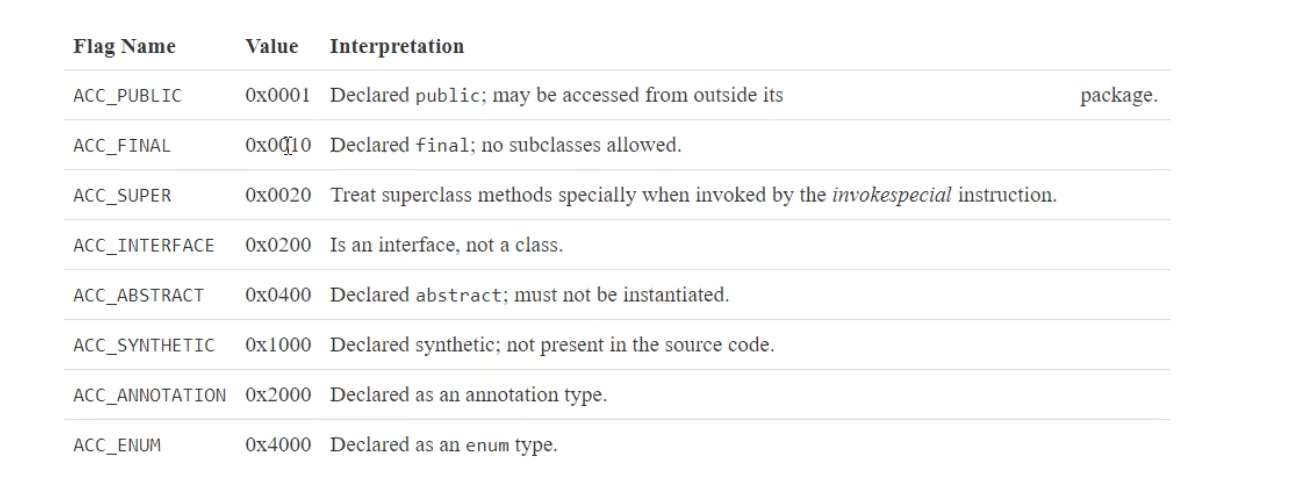 Flag Name Value Interpretation
ACC_PUBLIC 0x0001 Declared public; may be accessed from outside its package.
ACC_FINAL 0x0010 Declared final; no subclasses allowed.
ACC_SUPER 0x0020 Treat superclass methods specially when invoked by the invokespecial instruction.
ACC_INTERFACE 0x0200 Is an interface, not a class.
ACC_ABSTRACT 0x0400 Declared abstract; must not be instantiated.
ACC_SYNTHETIC 0x1000 Declared synthetic; not present in the source code.
ACC_ANNOTATION 0x2000 Declared as an annotation type.
ACC_ENUM 0x4000 Declared as an enum type.